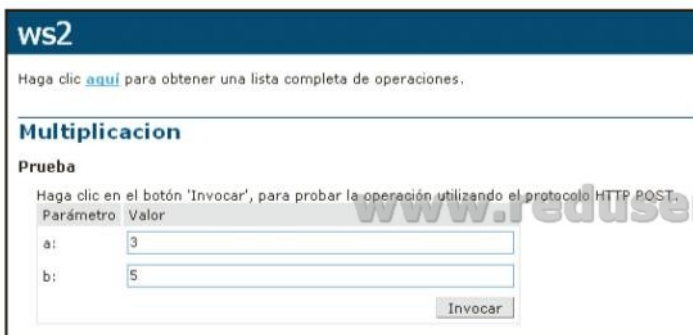 ws2
Haga clic aquí para obtener una lista completa de operaciones.
Multiplicacion
Prueba
Haga clic en el botón 'Invocar', para probar la operación utilizando el protocolo HTTP POST.
Parámetro Valor
www.reduser
a: 3
b: 5
Invocar